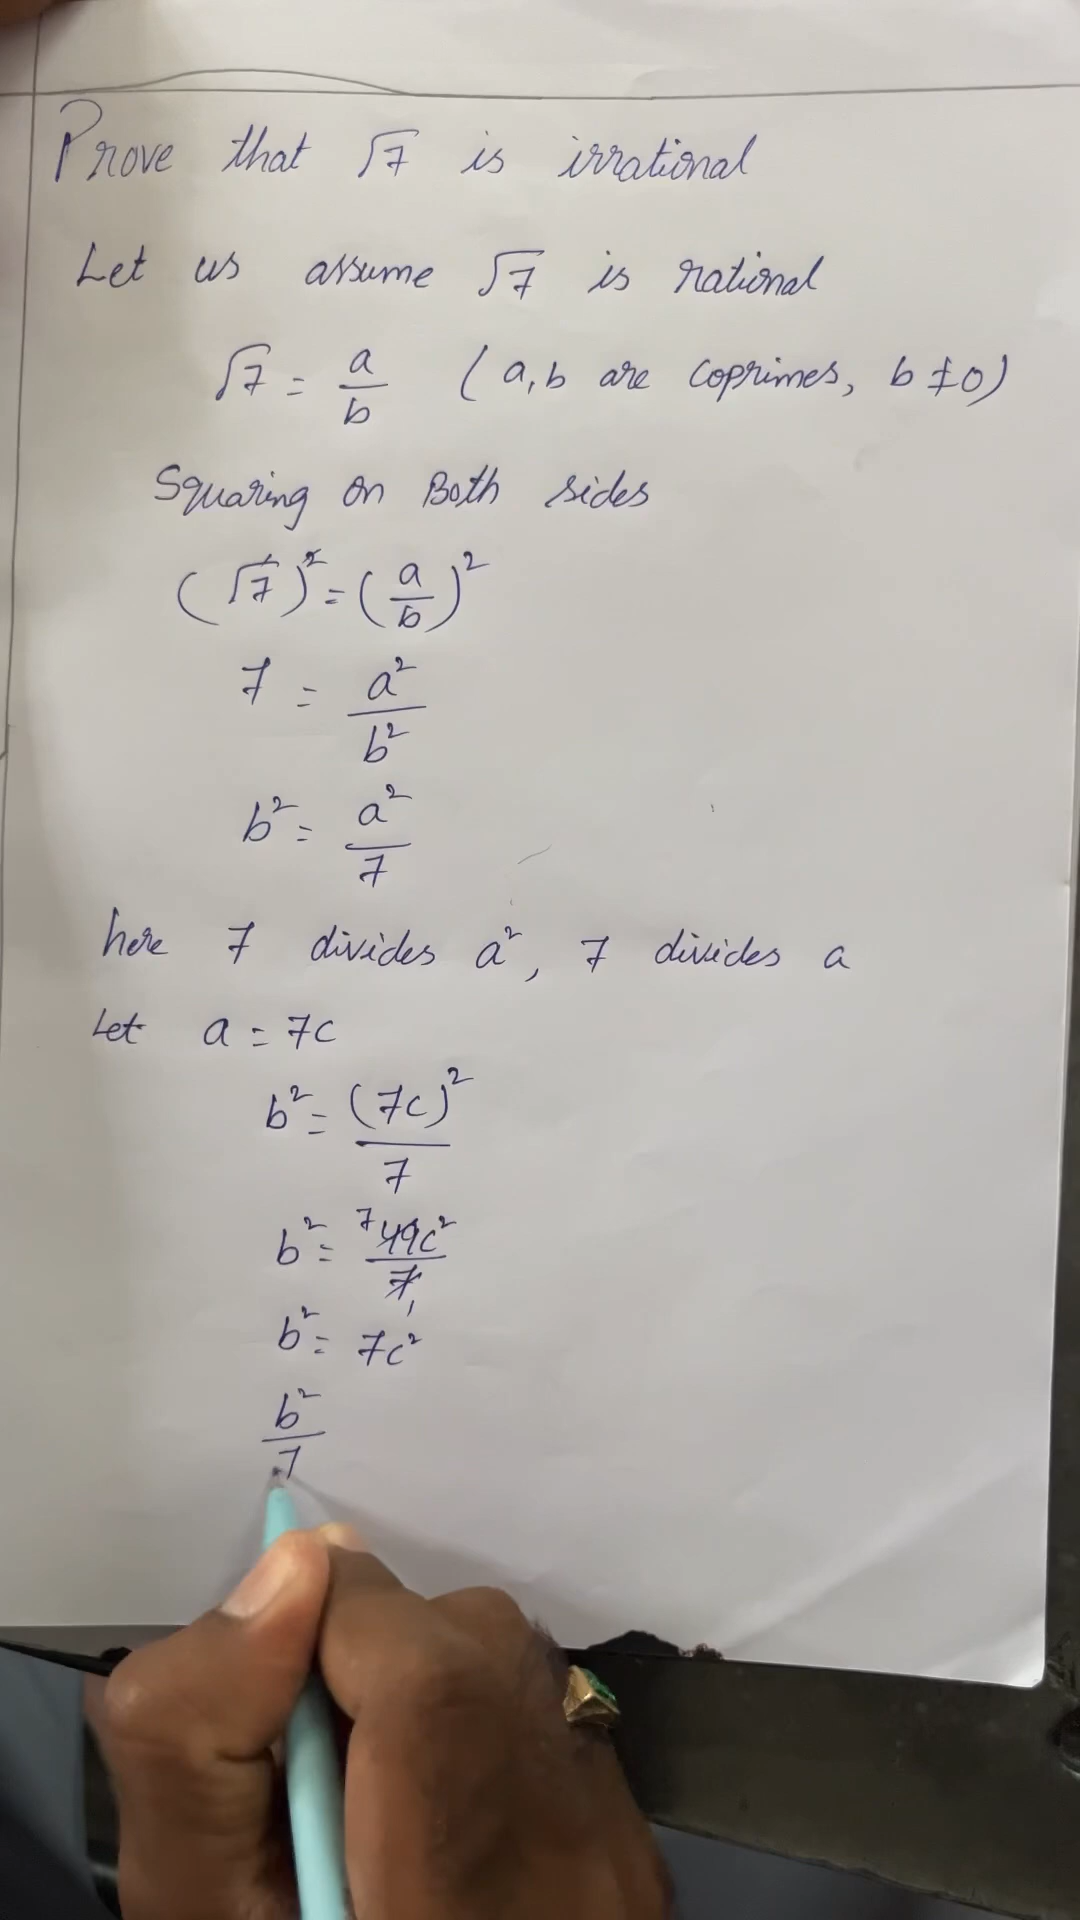 Prove that √7 is irrational
Let us assume √7 is rational
√7 = a/b (a,b are coprimes, b≠0)
Squaring on Both sides
(√7)² = (a/b)²
7 = a²/b²
b² = a²/7
here 7 divides a², 7 divides a
Let a = 7c
b² = (7c)²/7
b² = 7 49c²/7 1
b² = 7c²
b²/7